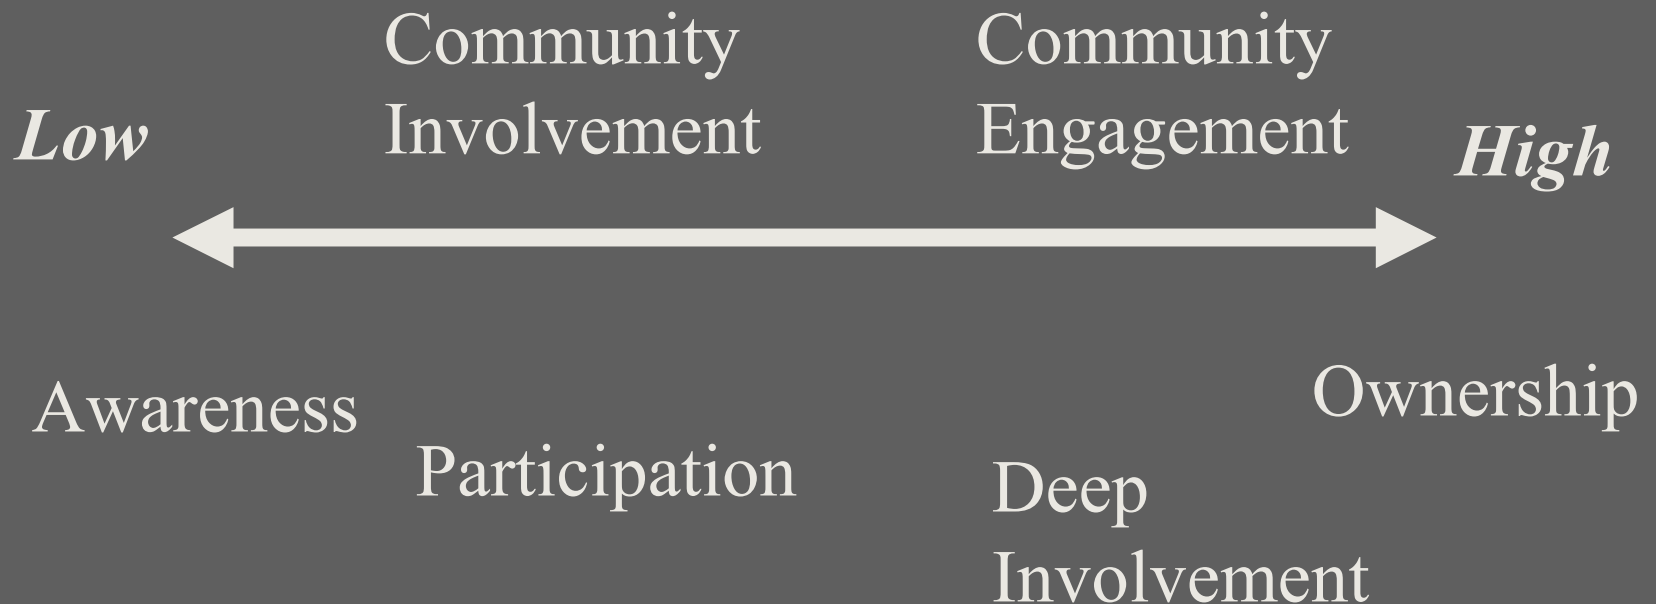 Community
Involvement
Community
Engagement
Low
High
Awareness
Participation
Deep
Involvement
Ownership